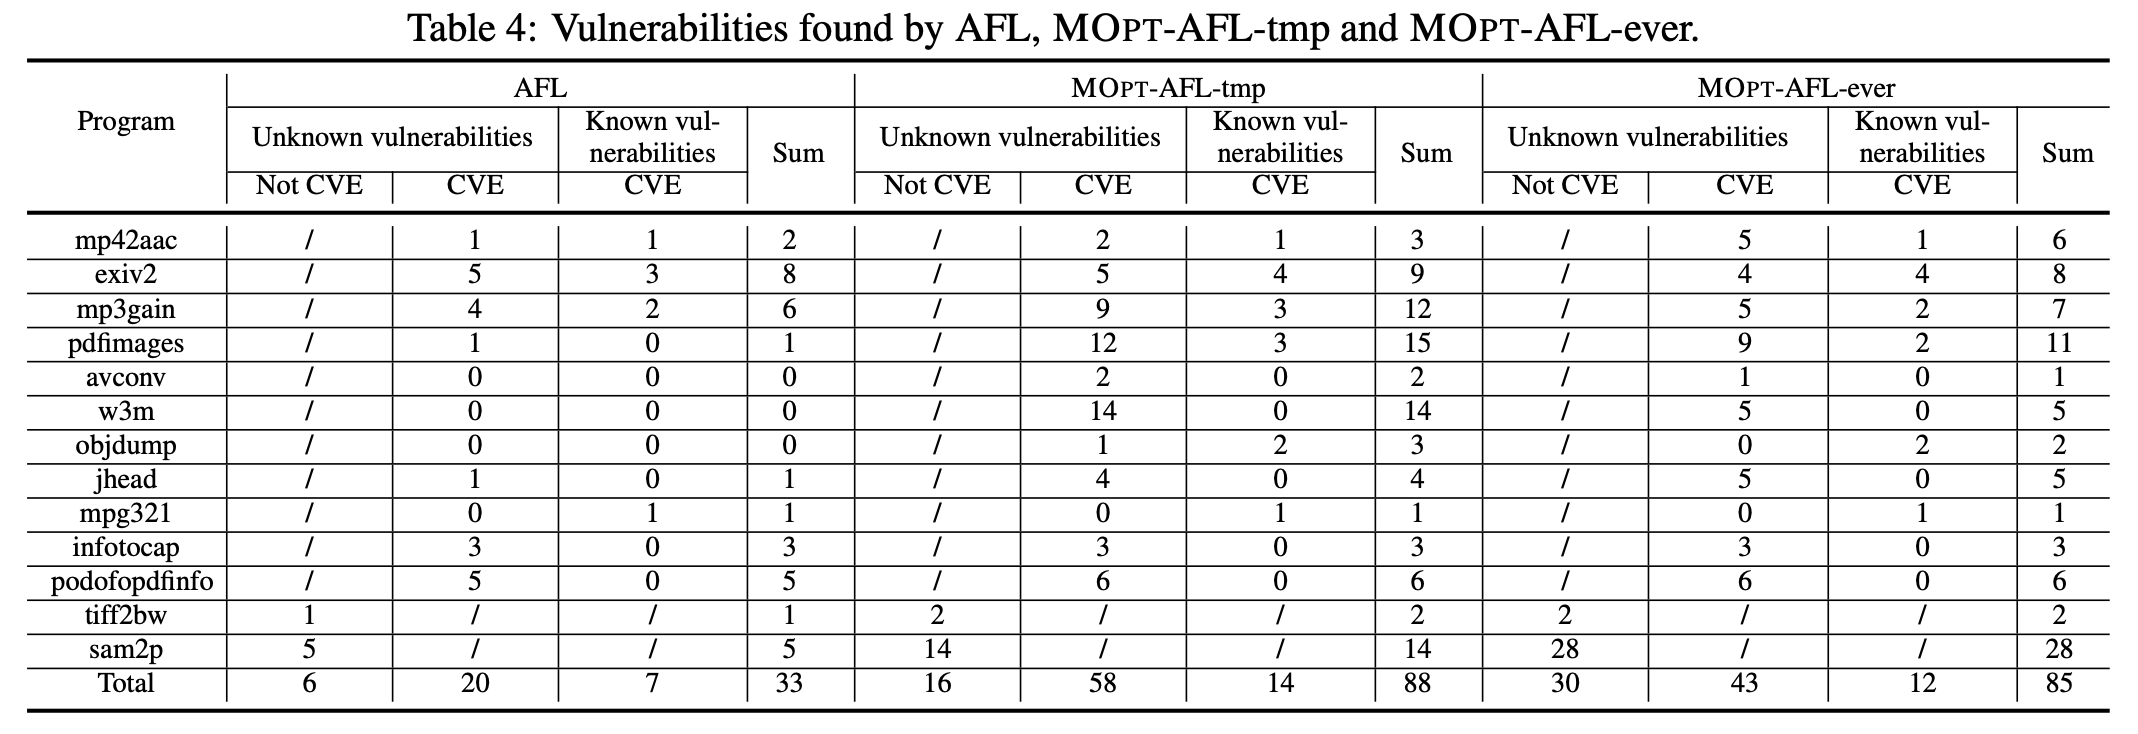 Table 4: Vulnerabilities found by AFL, MOPT-AFL-tmp and MOPT-AFL-ever.
Program AFL MOPT-AFL-tmp MOPT-AFL-ever
Unknown vulnerabilities Known vul-nerabilities Sum Unknown vulnerabilities Known vul-nerabilities Sum Unknown vulnerabilities Known vul-nerabilities Sum
Not CVE CVE CVE Not CVE CVE CVE Not CVE CVE CVE
mp42aac / 1 1 2 / 2 1 3 / 5 1 6
exiv2 / 5 3 8 / 5 4 9 / 4 4 8
mp3gain / 4 2 6 / 9 3 12 / 5 2 7
pdfimages / 1 0 1 / 12 3 15 / 9 2 11
avconv / 0 0 0 / 2 0 2 / 1 0 1
w3m / 0 0 0 / 14 0 14 / 5 0 5
objdump / 0 0 0 / 1 2 3 / 0 2 2
jhead / 1 0 1 / 4 0 4 / 5 0 5
mpg321 / 0 1 1 / 0 1 1 / 0 1 1
infotocap / 3 0 3 / 3 0 3 / 3 0 3
podofopdfinfo / 5 0 5 / 6 0 6 / 6 0 6
tiff2bw 1 / / 1 2 / / 2 2 / / 2
sam2p 5 / / 5 14 / / 14 28 / / 28
Total 6 20 7 33 16 58 14 88 30 43 12 85